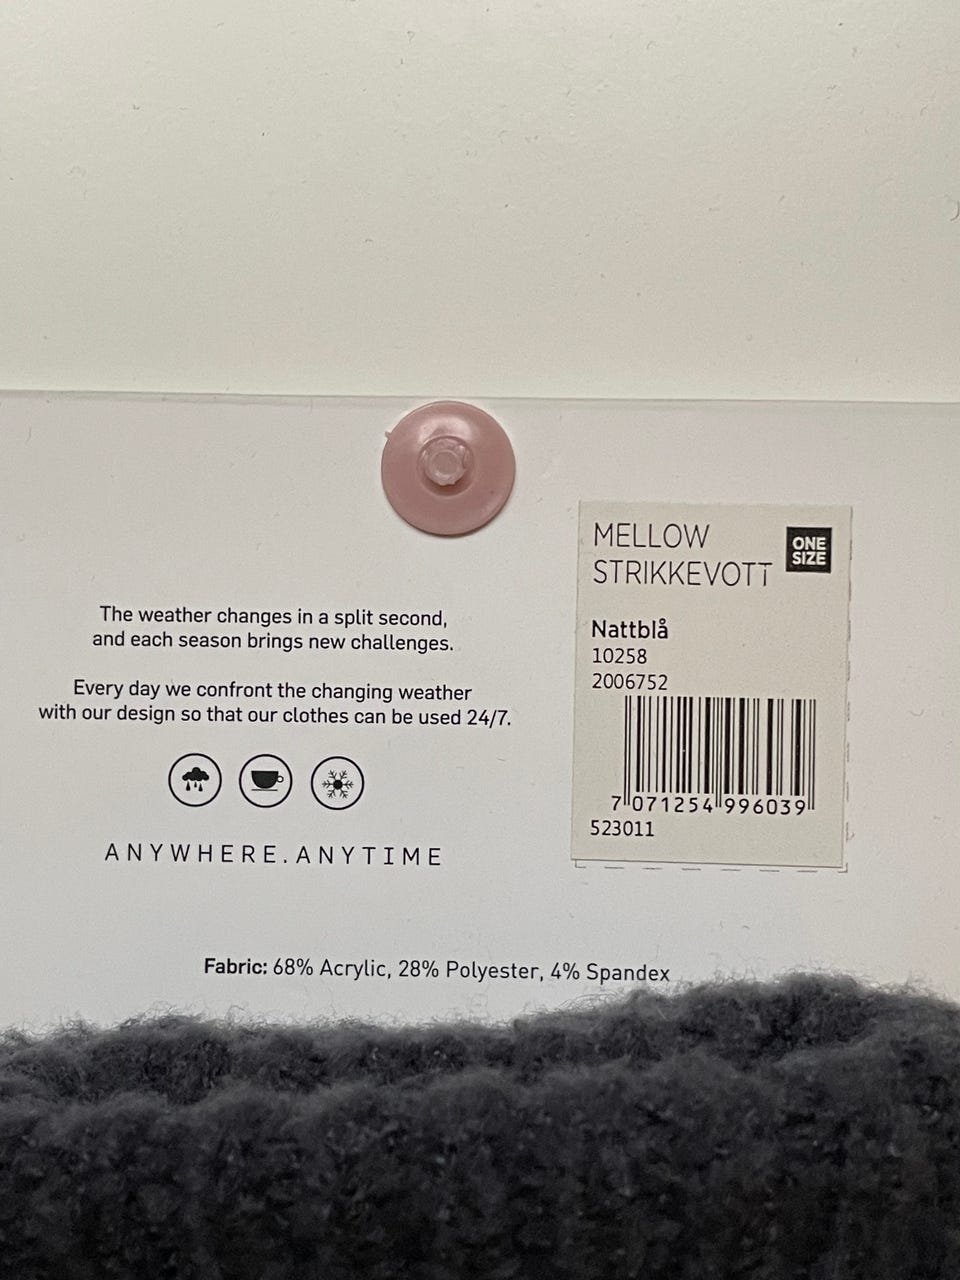 MELLOW
STRIKKEVOTT
ONE
SIZE
Nattblå
10258
2006752
7 071254 996039
523011
The weather changes in a split second,
and each season brings new challenges.
Every day we confront the changing weather
with our design so that our clothes can be used 24/7.
ANYWHERE.ANYTIME
Fabric: 68% Acrylic, 28% Polyester, 4% Spandex